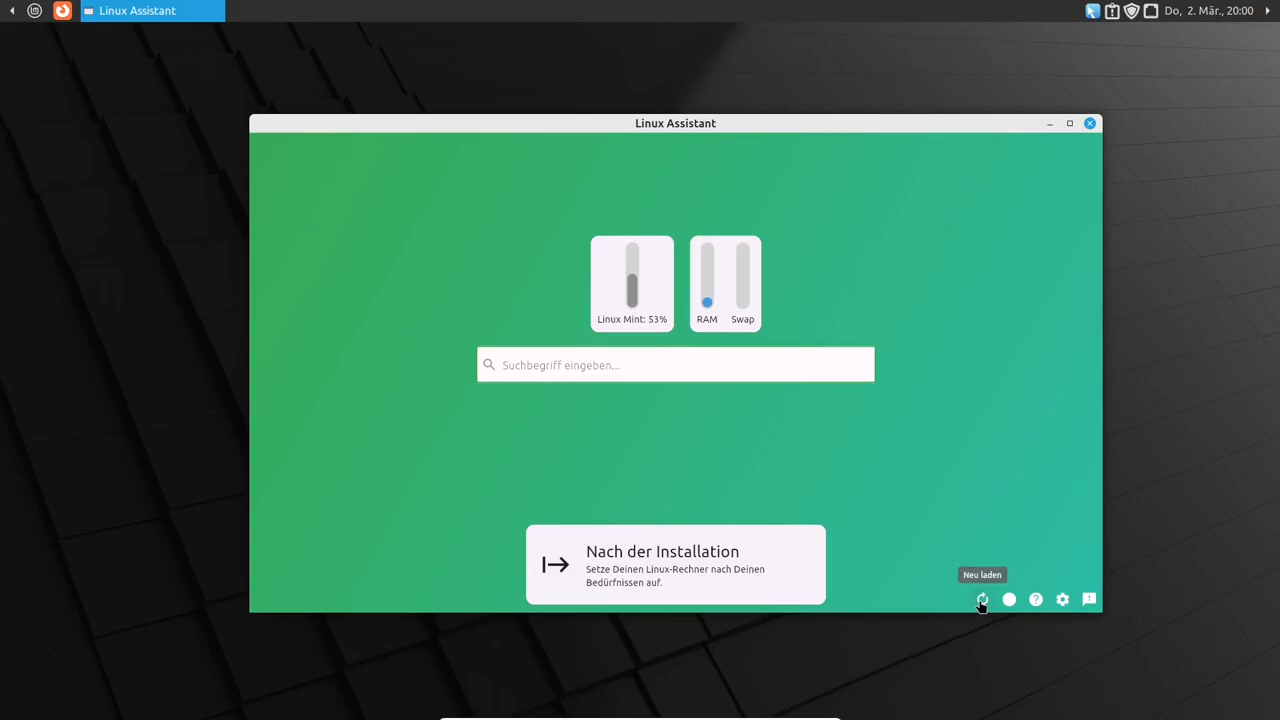 Linux Assistant
Do, 2. Mär., 20:00
Linux Assistant
Linux Mint: 53%
RAM
Swap
Suchbegriff eingeben...
Nach der Installation
Setze Deinen Linux-Rechner nach Deinen
Bedürfnissen auf.
Neu laden